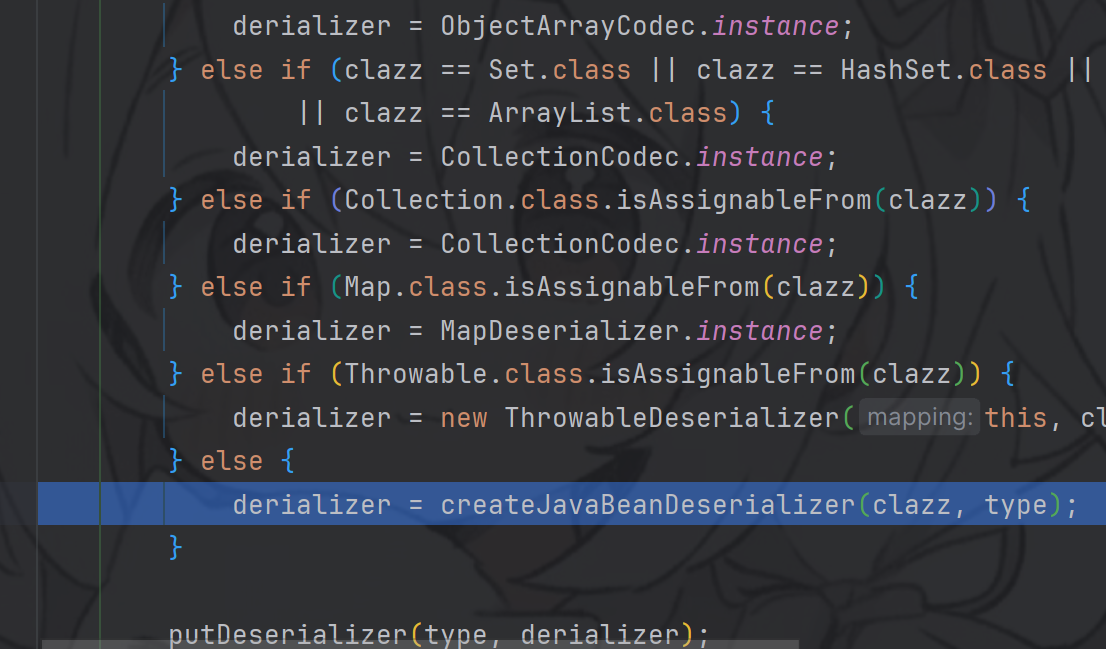 derializer = ObjectArrayCodec.instance;
} else if (clazz == Set.class || clazz == HashSet.class ||
|| clazz == ArrayList.class) {
derializer = CollectionCodec.instance;
} else if (Collection.class.isAssignableFrom(clazz)) {
derializer = CollectionCodec.instance;
} else if (Map.class.isAssignableFrom(clazz)) {
derializer = MapDeserializer.instance;
} else if (Throwable.class.isAssignableFrom(clazz)) {
derializer = new ThrowableDeserializer( mapping: this, cl
} else {
derializer = createJavaBeanDeserializer(clazz, type);
}
putDeserializer(type, derializer);